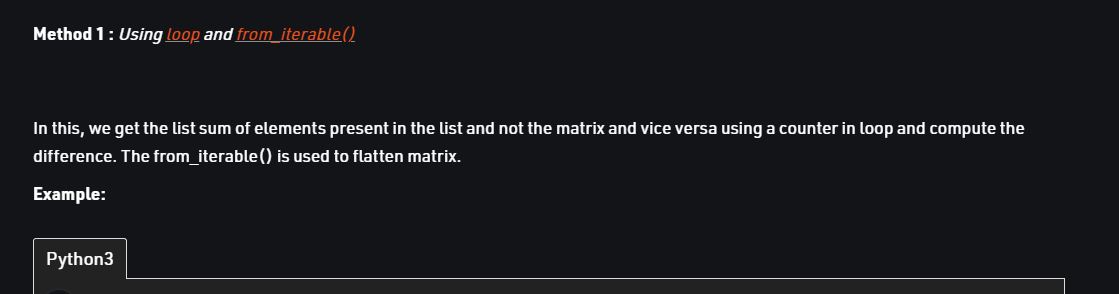 Method 1 : Using loop and from_iterable()
In this, we get the list sum of elements present in the list and not the matrix and vice versa using a counter in loop and compute the
difference. The from_iterable() is used to flatten matrix.
Example:
Python3